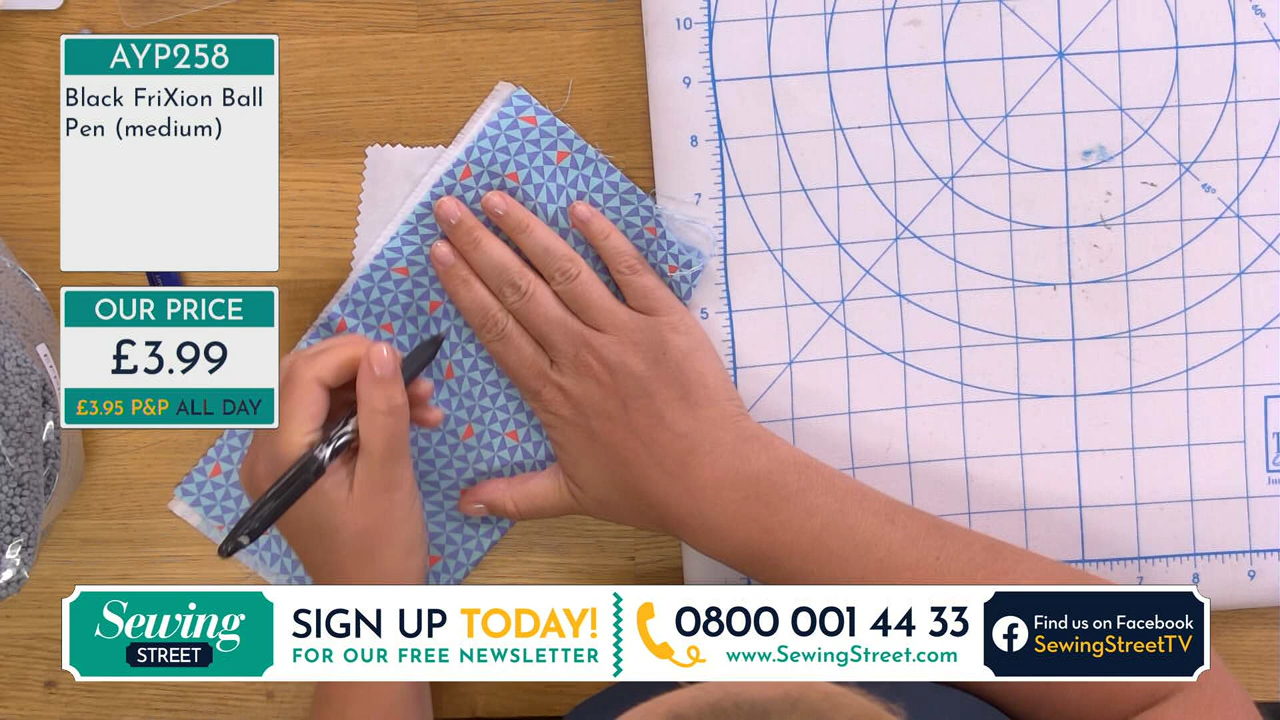 AYP258
Black FriXion Ball
Pen (medium)
OUR PRICE
£3.99
£3.95 P&P ALL DAY
10
9
8
7
5
60°
45°
7
8
9
Sewing
STREET
SIGN UP TODAY!
FOR OUR FREE NEWSLETTER
0800 001 44 33
www.SewingStreet.com
Find us on Facebook
SewingStreetTV